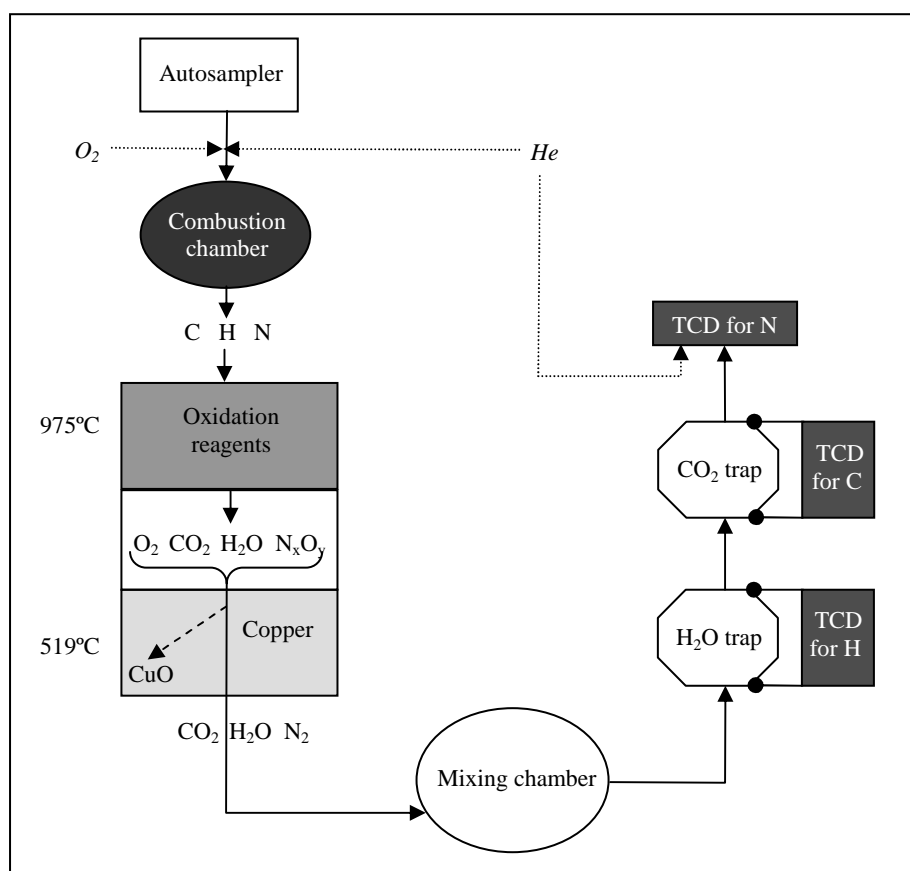 Autosampler
O₂
He
Combustion
chamber
C H N
975ºC
Oxidation
reagents
O₂ CO₂ H₂O NₓOᵧ
519ºC
Copper
CuO
CO₂ H₂O N₂
Mixing chamber
H₂O trap
TCD
for H
CO₂ trap
TCD
for C
TCD for N